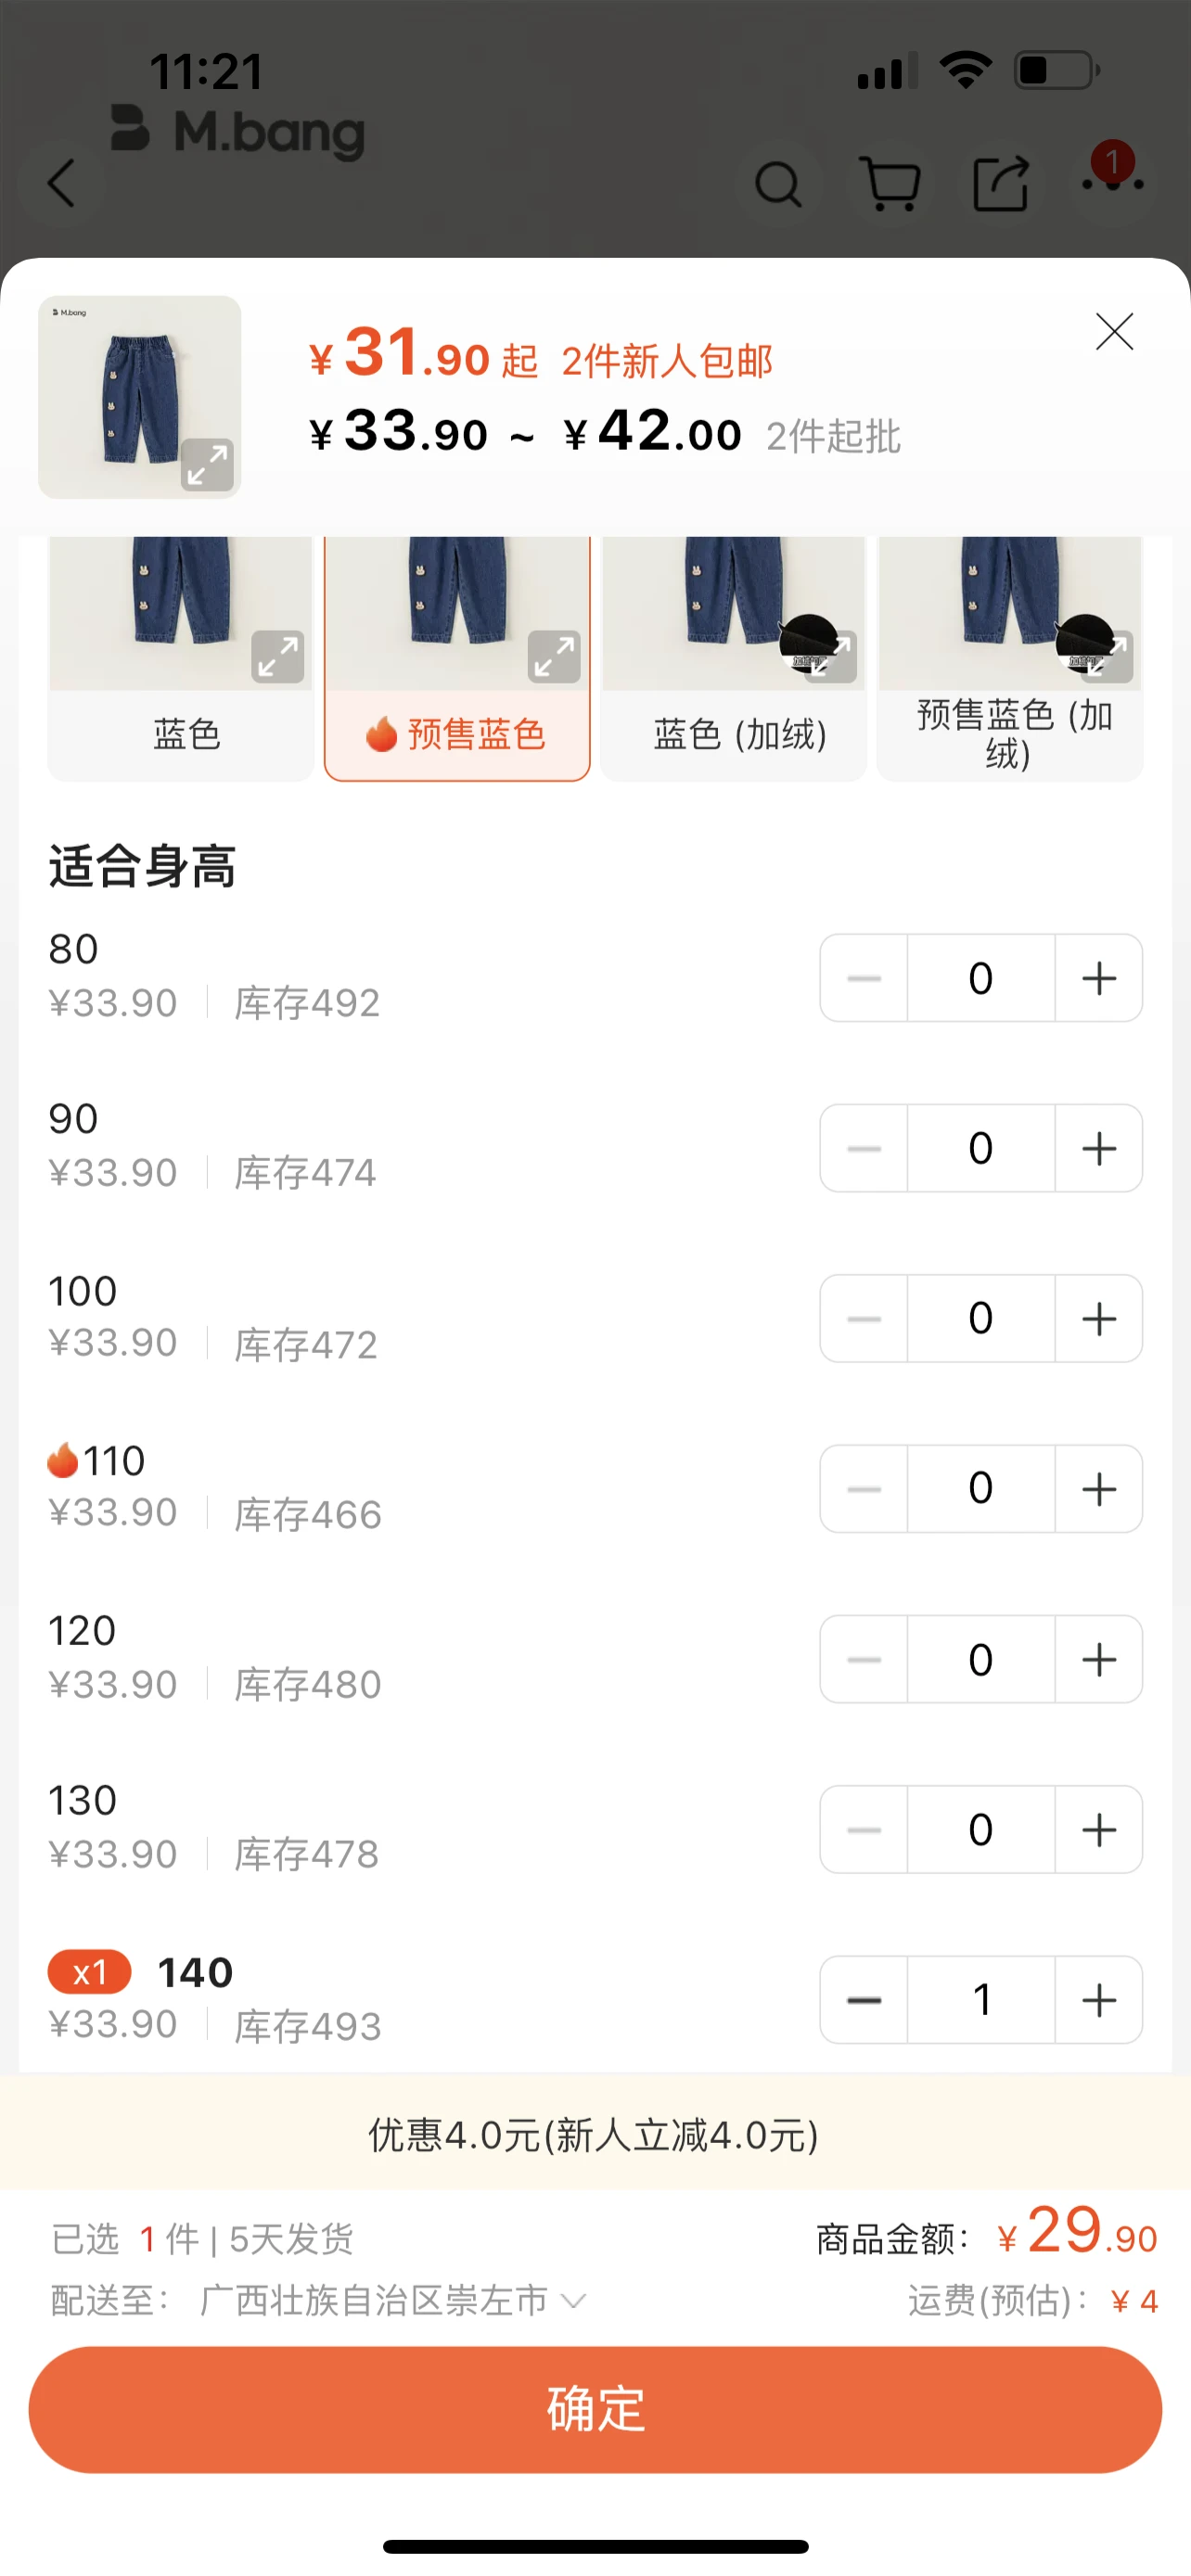 11:21
M.bang
1
M.bang
¥31.90起 2件新人包邮
¥33.90 ~ ¥42.00 2件起批
蓝色
预售蓝色
蓝色 (加绒)
预售蓝色 (加
绒)
适合身高
80
0
¥33.90 库存492
90
0
¥33.90 库存474
100
0
¥33.90 库存472
110
0
¥33.90 库存466
120
0
¥33.90 库存480
130
0
¥33.90 库存478
x1 140
1
¥33.90 库存493
优惠4.0元(新人立减4.0元)
已选 1 件 | 5天发货 商品金额: ¥29.90
配送至: 广西壮族自治区崇左市 运费(预估): ¥4
确定